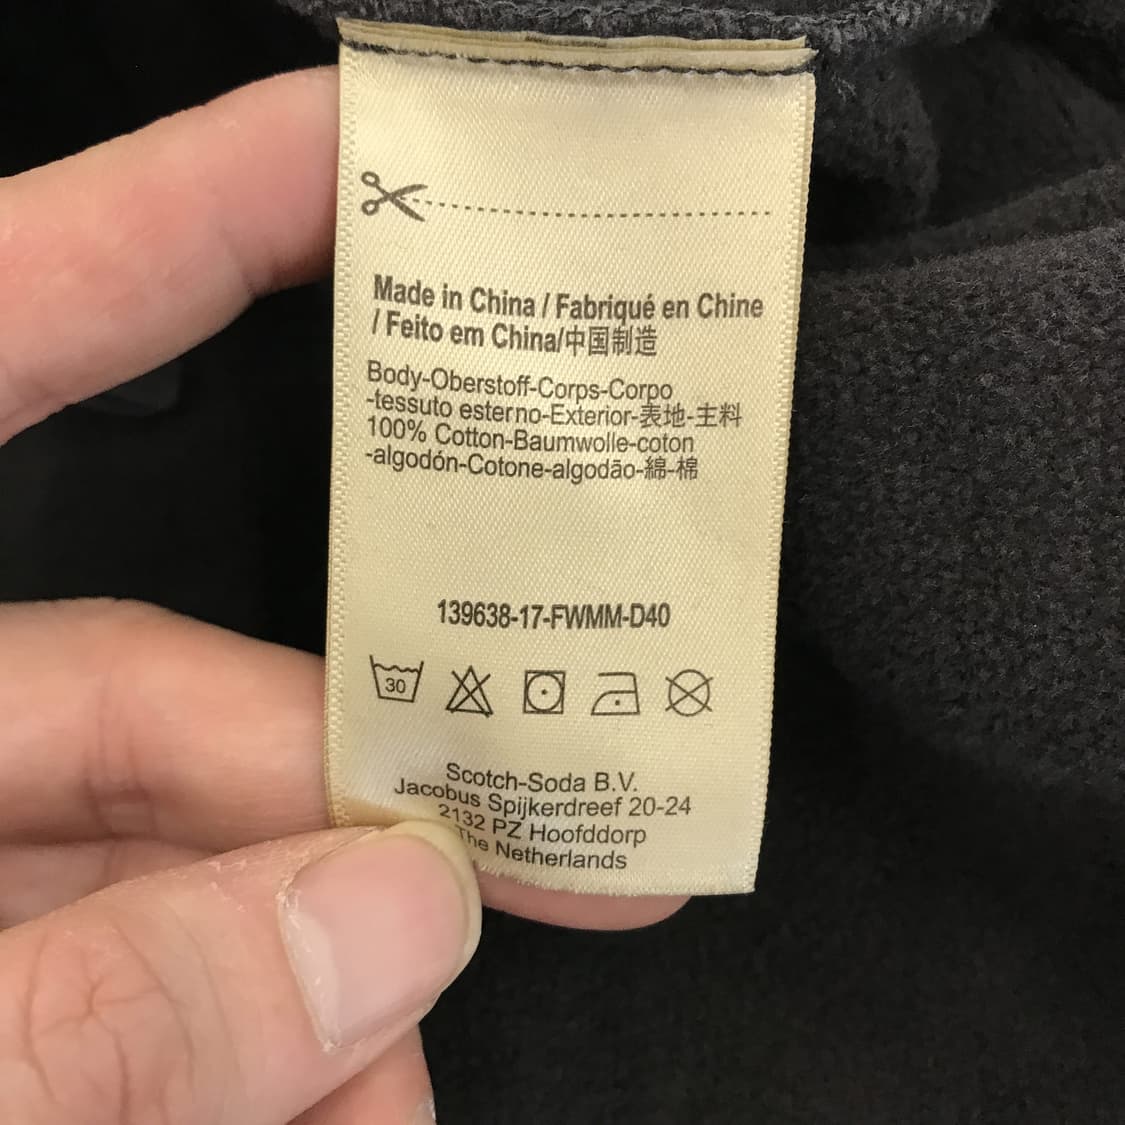 Made in China / Fabriqué en Chine
/ Feito em China/中国制造
Body-Oberstoff-Corps-Corpo
-tessuto esterno-Exterior-表地-主料
100% Cotton-Baumwolle-coton
-algodón-Cotone-algodão-綿-棉
139638-17-FWMM-D40
30
Scotch-Soda B.V.
Jacobus Spijkerdreef 20-24
2132 PZ Hoofddorp
The Netherlands